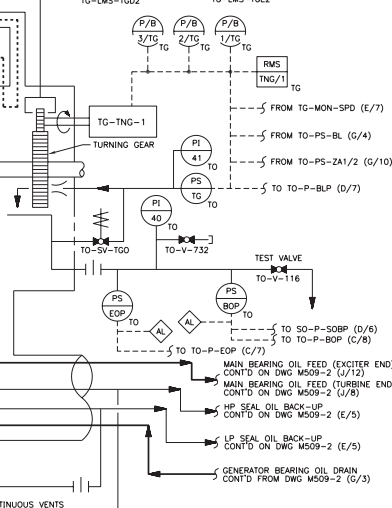 TG-LMS-TGD2
TO-LMS-TGL2
P/B
3/TG
TG
P/B
2/TG
TG
P/B
1/TG
TG
RMS
TNG/1
TG
FROM TG-MON-SPD (E/7)
TG-TNG-1
FROM TO-PS-BL (G/4)
TURNING GEAR
PI
41
TO
FROM TO-PS-ZA1/2 (G/10)
PS
TG
TO
TO TO-P-BLP (D/7)
PI
40
TO
TO-SV-TGO
TO-V-732
TEST VALVE
TO-V-116
PS
EOP
TO
PS
BOP
TO
AL
AL
TO SO-P-SOBP (D/6)
TO TO-P-BOP (C/8)
TO TO-P-EOP (C/7)
MAIN BEARING OIL FEED (EXCITER END)
CONT'D ON DWG M509-2 (J/12)
MAIN BEARING OIL FEED (TURBINE END
CONT'D ON DWG M509-2 (J/8)
HP SEAL OIL BACK-UP
CONT'D ON DWG M509-2 (E/5)
LP SEAL OIL BACK-UP
CONT'D ON DWG M509-2 (E/5)
GENERATOR BEARING OIL DRAIN
CONT'D FROM DWG M509-2 (G/3)
TINUOUS VENTS